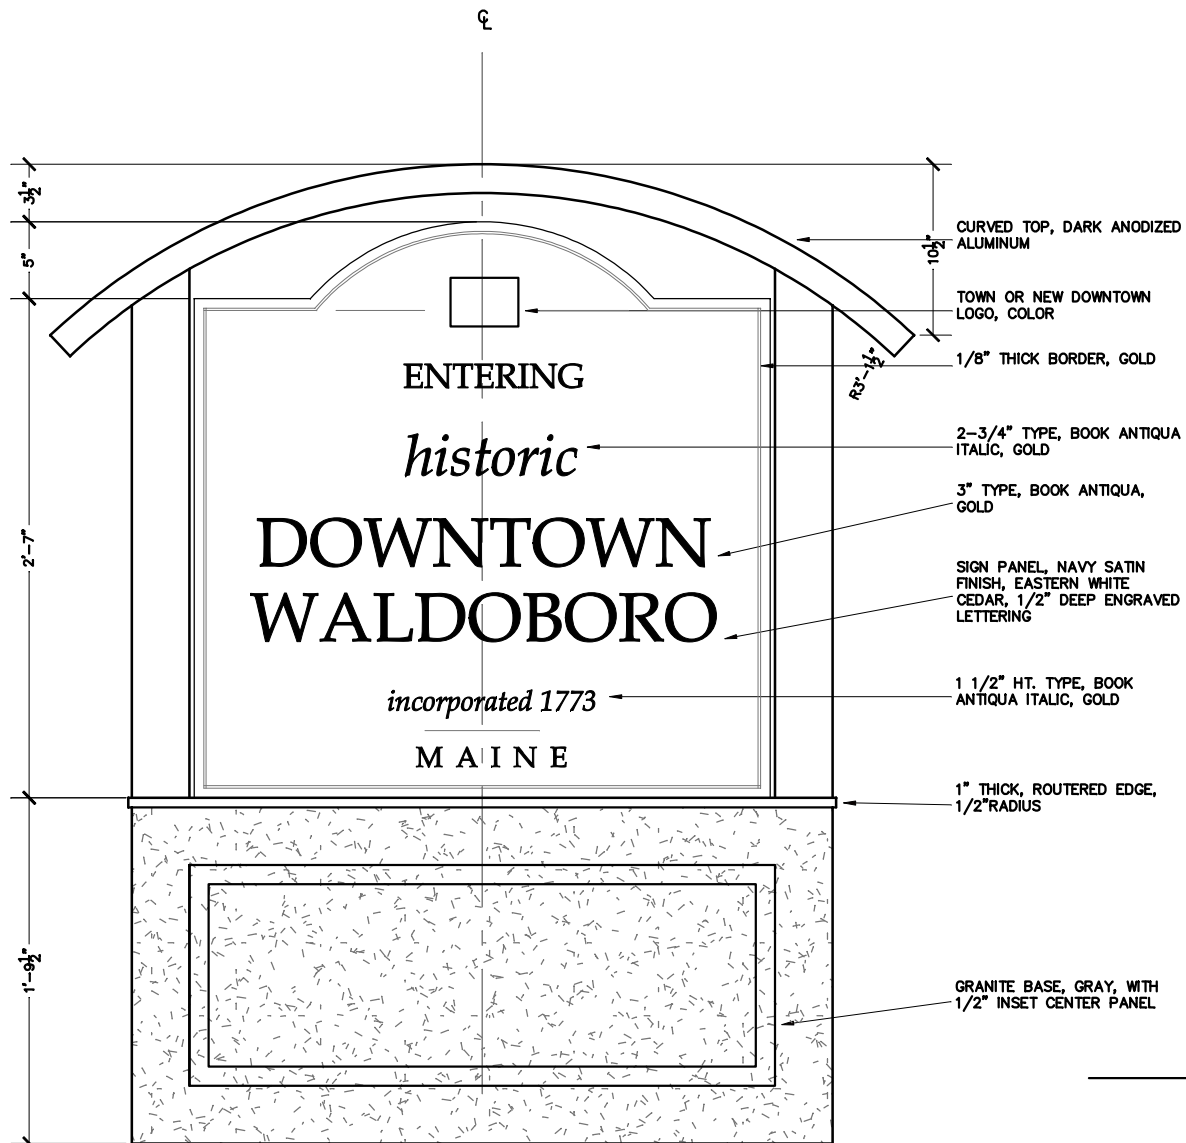 ℄
3½"
5"
10½"
CURVED TOP, DARK ANODIZED
ALUMINUM
TOWN OR NEW DOWNTOWN
LOGO, COLOR
1/8" THICK BORDER, GOLD
R3'-1½"
ENTERING
historic
2-3/4" TYPE, BOOK ANTIQUA
ITALIC, GOLD
3" TYPE, BOOK ANTIQUA,
GOLD
DOWNTOWN
WALDOBORO
2'-7"
SIGN PANEL, NAVY SATIN
FINISH, EASTERN WHITE
CEDAR, 1/2" DEEP ENGRAVED
LETTERING
incorporated 1773
1 1/2" HT. TYPE, BOOK
ANTIQUA ITALIC, GOLD
MAINE
1" THICK, ROUTERED EDGE,
1/2"RADIUS
1'-9½"
GRANITE BASE, GRAY, WITH
1/2" INSET CENTER PANEL